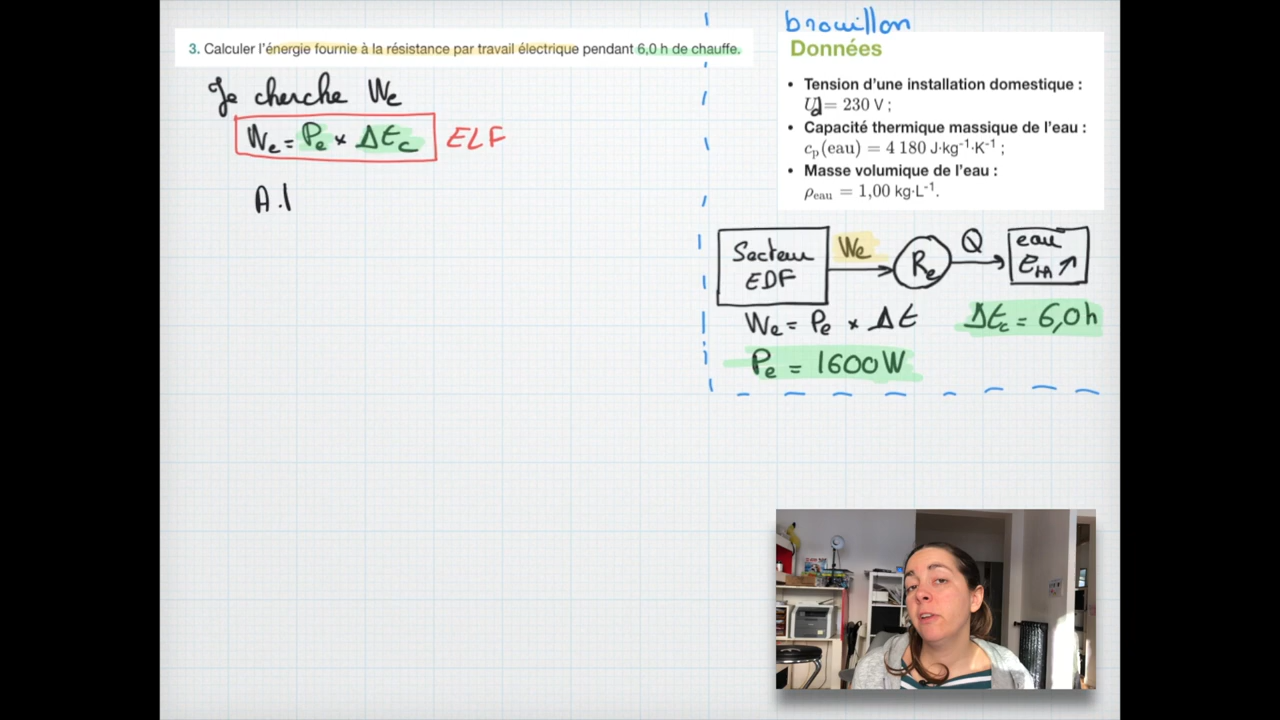 3. Calculer l'énergie fournie à la résistance par travail électrique pendant 6,0 h de chauffe.
Je cherche We
We = Pe × Δtc ELF
A.
brouillon
Données
• Tension d'une installation domestique :
Ud = 230 V ;
• Capacité thermique massique de l'eau :
cp(eau) = 4 180 J·kg⁻¹·K⁻¹ ;
• Masse volumique de l'eau :
ρeau = 1,00 kg·L⁻¹.
Secteur EDF
We
Re
Q
eau
We = Pe × Δt
Δtc = 6,0h
Pe = 1600W